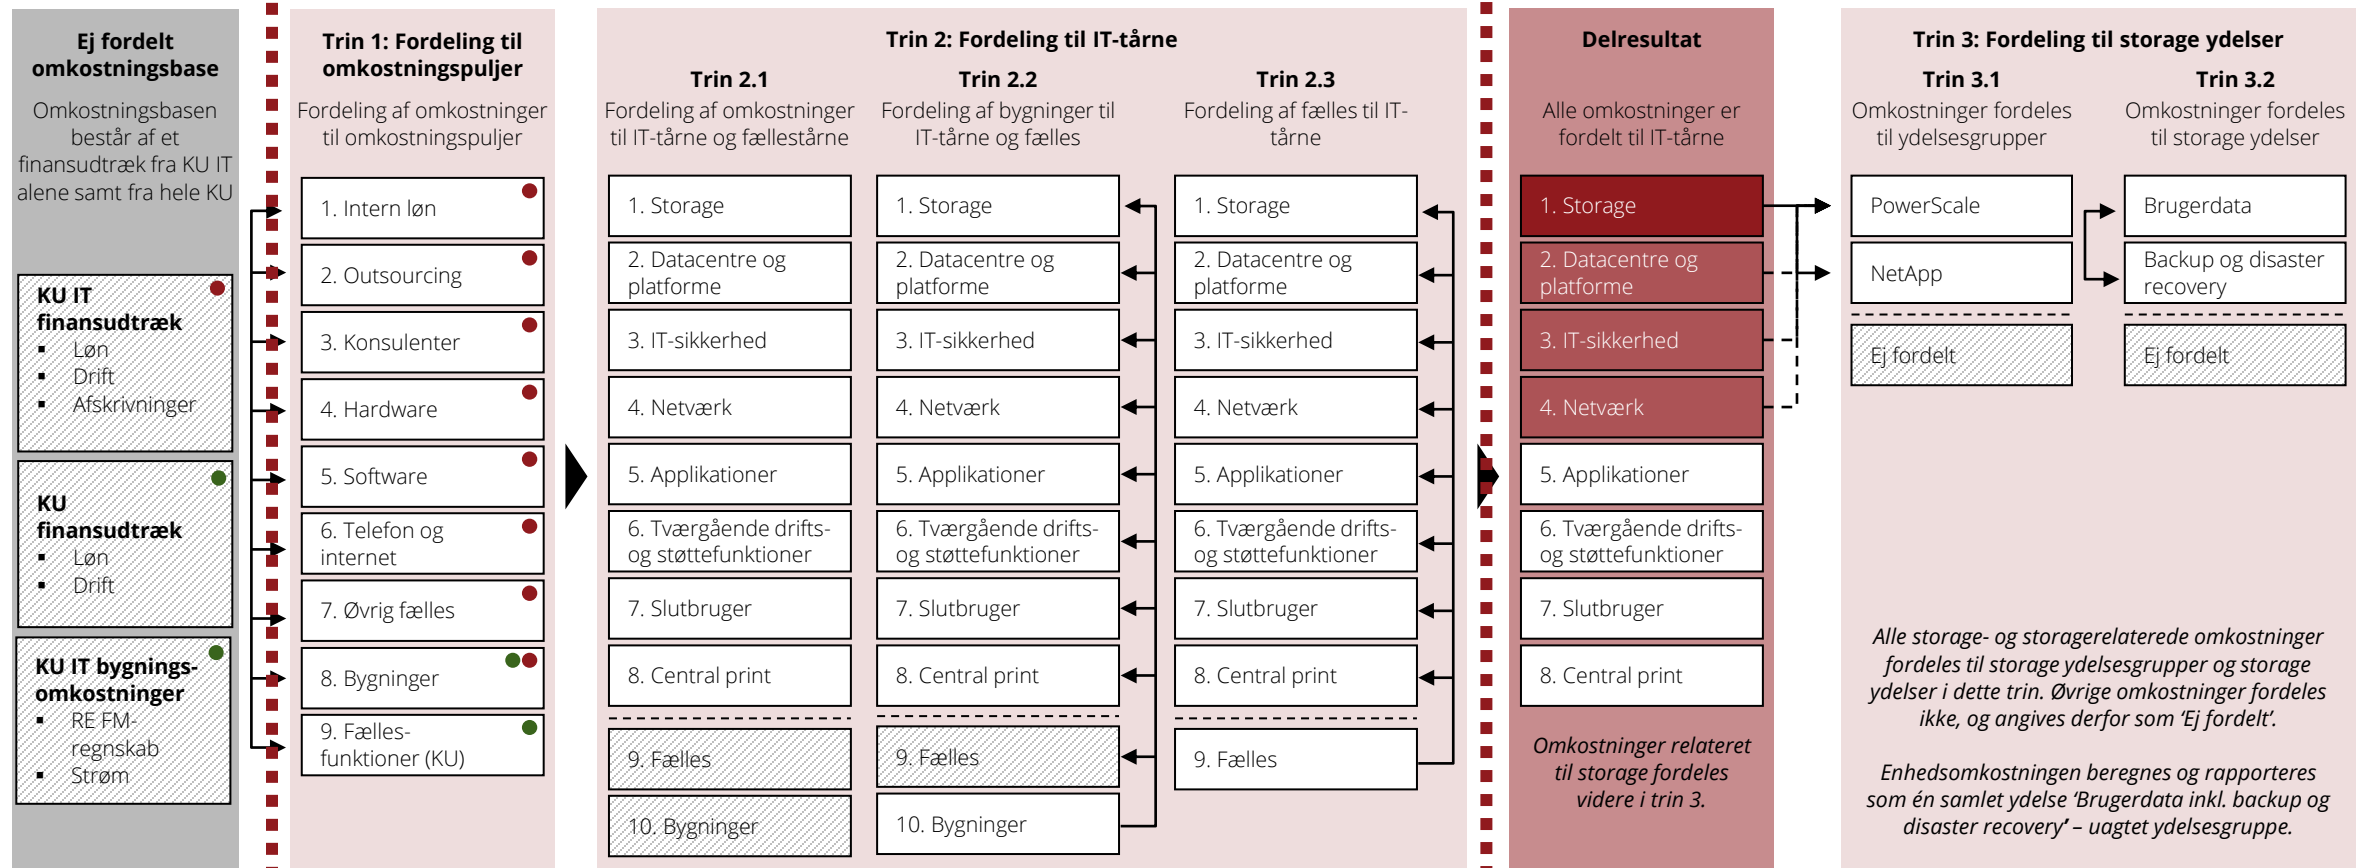 Ej fordelt
omkostningsbase
Omkostningsbasen
består af et
finansudtræk fra KU IT
alene samt fra hele KU
KU IT
finansudtræk
▪ Løn
▪ Drift
▪ Afskrivninger
KU
finansudtræk
▪ Løn
▪ Drift
KU IT bygnings-
omkostninger
▪ RE FM-
regnskab
▪ Strøm
Trin 1: Fordeling til
omkostningspuljer
Fordeling af omkostninger
til omkostningspuljer
1. Intern løn
2. Outsourcing
3. Konsulenter
4. Hardware
5. Software
6. Telefon og
internet
7. Øvrig fælles
8. Bygninger
9. Fælles-
funktioner (KU)
Trin 2: Fordeling til IT-tårne
Trin 2.1
Fordeling af omkostninger
til IT-tårne og fællestårne
1. Storage
2. Datacentre og
platforme
3. IT-sikkerhed
4. Netværk
5. Applikationer
6. Tværgående drifts-
og støttefunktioner
7. Slutbruger
8. Central print
9. Fælles
10. Bygninger
Trin 2.2
Fordeling af bygninger til
IT-tårne og fælles
1. Storage
2. Datacentre og
platforme
3. IT-sikkerhed
4. Netværk
5. Applikationer
6. Tværgående drifts-
og støttefunktioner
7. Slutbruger
8. Central print
9. Fælles
10. Bygninger
Trin 2.3
Fordeling af fælles til IT-
tårne
1. Storage
2. Datacentre og
platforme
3. IT-sikkerhed
4. Netværk
5. Applikationer
6. Tværgående drifts-
og støttefunktioner
7. Slutbruger
8. Central print
9. Fælles
Delresultat
Alle omkostninger er
fordelt til IT-tårne
1. Storage
2. Datacentre og
platforme
3. IT-sikkerhed
4. Netværk
5. Applikationer
6. Tværgående drifts-
og støttefunktioner
7. Slutbruger
8. Central print
Omkostninger relateret
til storage fordeles
videre i trin 3.
Trin 3: Fordeling til storage ydelser
Trin 3.1
Omkostninger fordeles
til ydelsesgrupper
PowerScale
NetApp
Ej fordelt
Trin 3.2
Omkostninger fordeles
til storage ydelser
Brugerdata
Backup og disaster
recovery
Ej fordelt
Alle storage- og storagerelaterede omkostninger
fordeles til storage ydelsesgrupper og storage
ydelser i dette trin. Øvrige omkostninger fordeles
ikke, og angives derfor som ‘Ej fordelt’.
Enhedsomkostningen beregnes og rapporteres
som én samlet ydelse ‘Brugerdata inkl. backup og
disaster recovery’ – uagtet ydelsesgruppe.